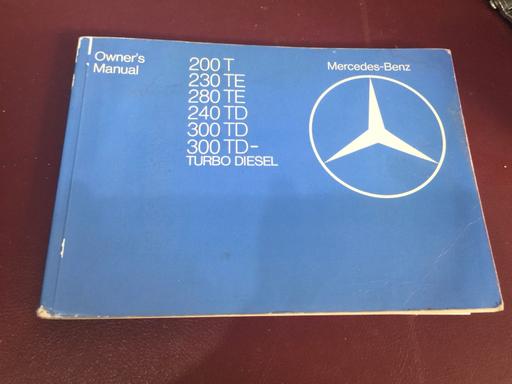 Owner's
Manual
200 T
230 TE
280 TE
240 TD
300 TD
300 TD-
TURBO DIESEL
Mercedes-Benz